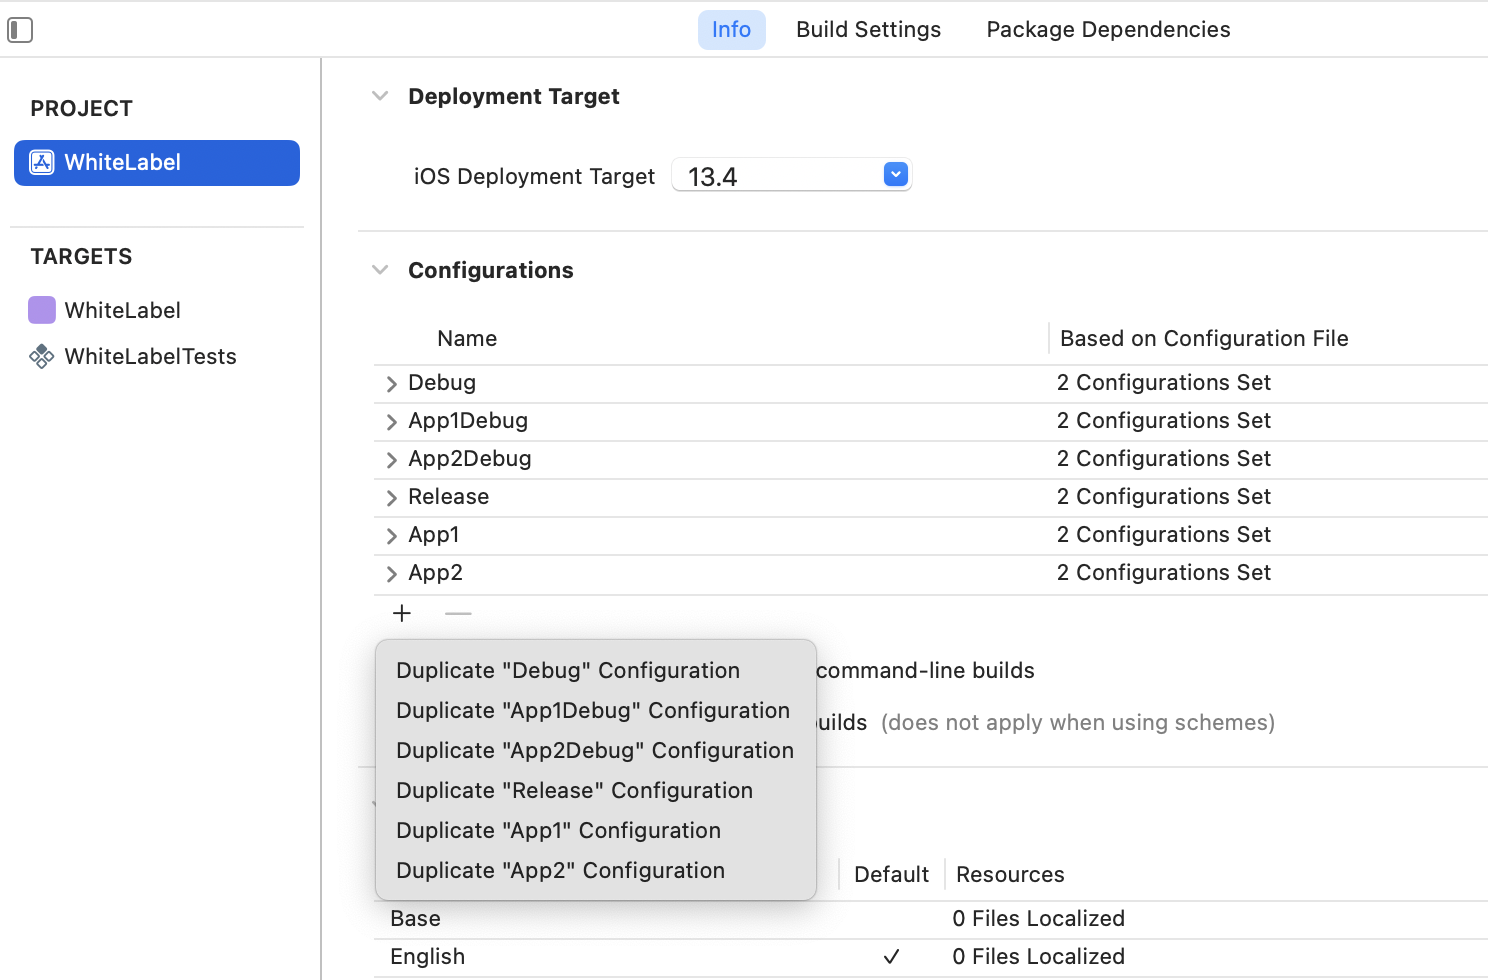 Info Build Settings Package Dependencies
PROJECT
WhiteLabel
TARGETS
WhiteLabel
WhiteLabelTests
Deployment Target
iOS Deployment Target 13.4
Configurations
Name Based on Configuration File
Debug 2 Configurations Set
App1Debug 2 Configurations Set
App2Debug 2 Configurations Set
Release 2 Configurations Set
App1 2 Configurations Set
App2 2 Configurations Set
+ —
Duplicate "Debug" Configuration
Duplicate "App1Debug" Configuration
Duplicate "App2Debug" Configuration
Duplicate "Release" Configuration
Duplicate "App1" Configuration
Duplicate "App2" Configuration
command-line builds
uilds (does not apply when using schemes)
Default Resources
Base 0 Files Localized
English ✓ 0 Files Localized